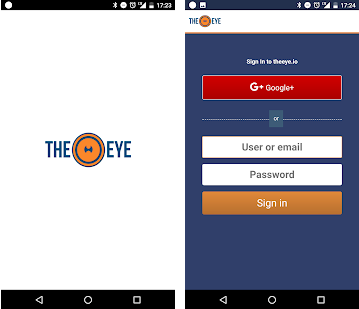 17:23
THE EYE
17:24
THE EYE
Sign In to theeye.io
G+ Google+
or
User or email
Password
Sign in